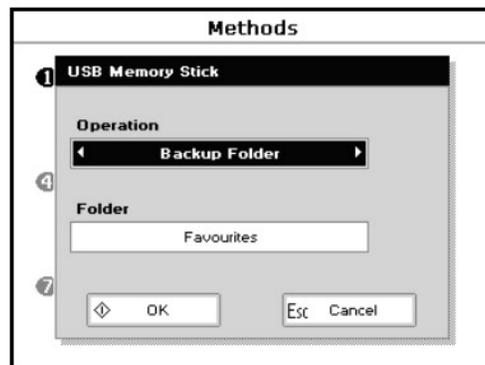 Methods
1
USB Memory Stick
Operation
Backup Folder
4
Folder
Favourites
7
OK
Esc Cancel